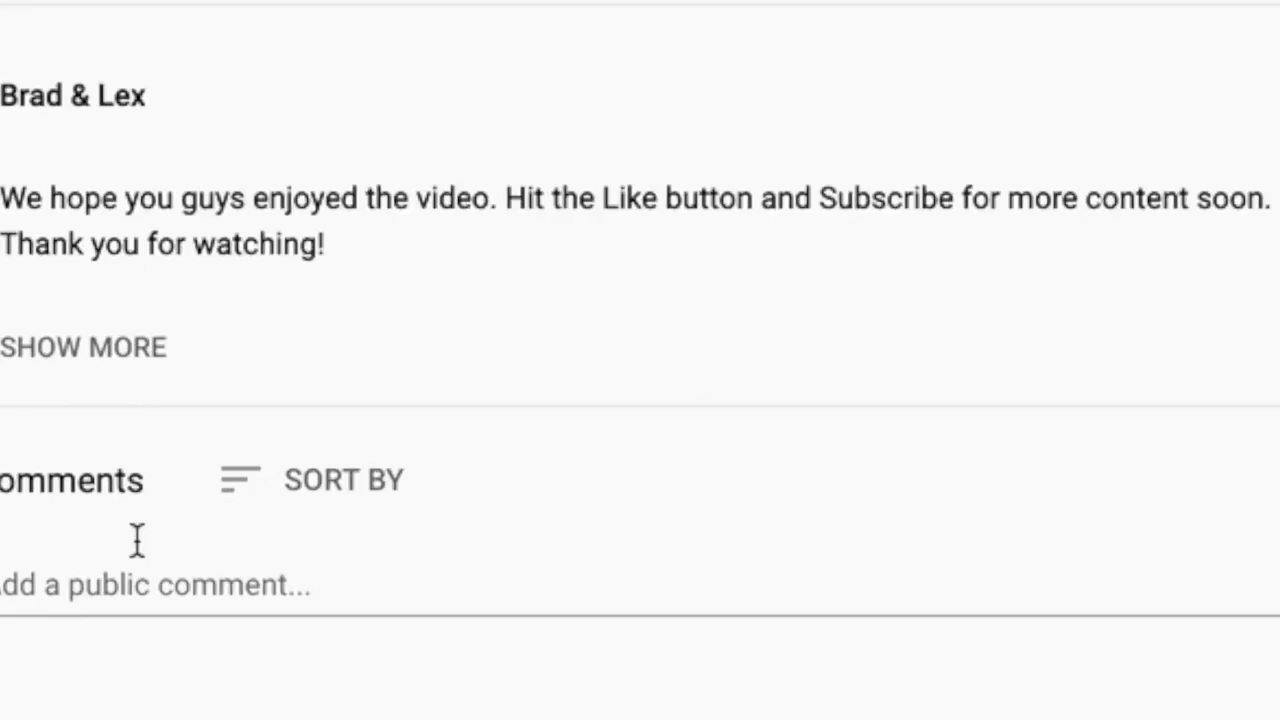 Brad & Lex
We hope you guys enjoyed the video. Hit the Like button and Subscribe for more content soon.
Thank you for watching!
SHOW MORE
omments SORT BY
dd a public comment...